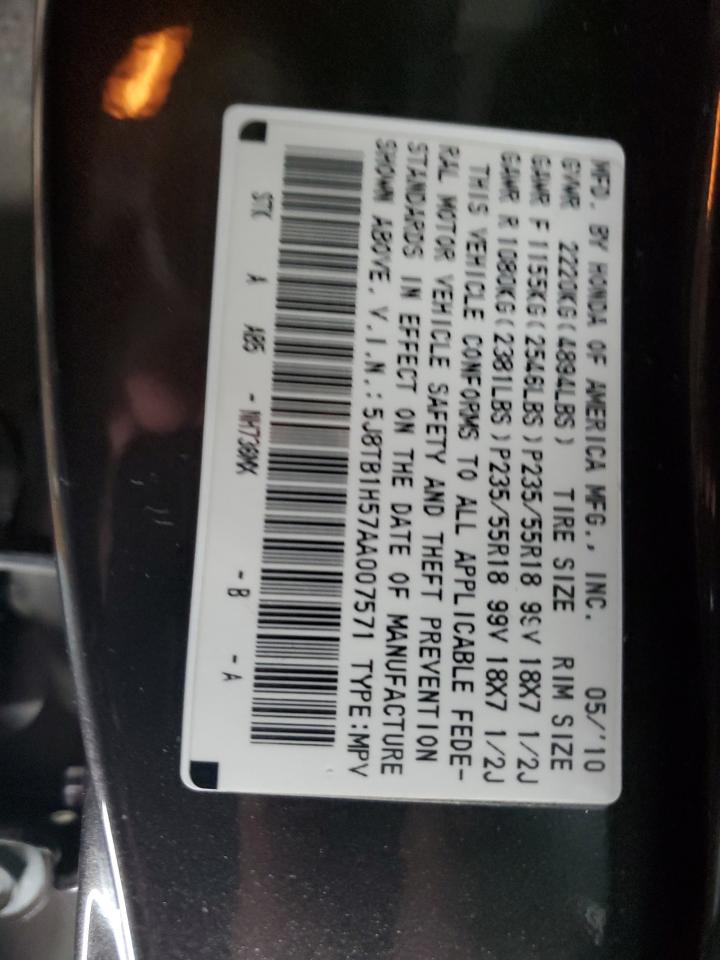 MFD. BY HONDA OF AMERICA MFG., INC. 05/'10
GVWR 2220KG(4894LBS) TIRE SIZE RIM SIZE
GAWR F 1155KG(2546LBS)P235/55R18 99V 18X7 1/2J
GAWR R 1080KG(2381LBS)P235/55R18 99V 18X7 1/2J
THIS VEHICLE CONFORMS TO ALL APPLICABLE FEDE-
RAL MOTOR VEHICLE SAFETY AND THEFT PREVENTION
STANDARDS IN EFFECT ON THE DATE OF MANUFACTURE
SHOWN ABOVE. V.I.N.:5J8TB1H57AA007571 TYPE:MPV
STK A A85 - -B -A